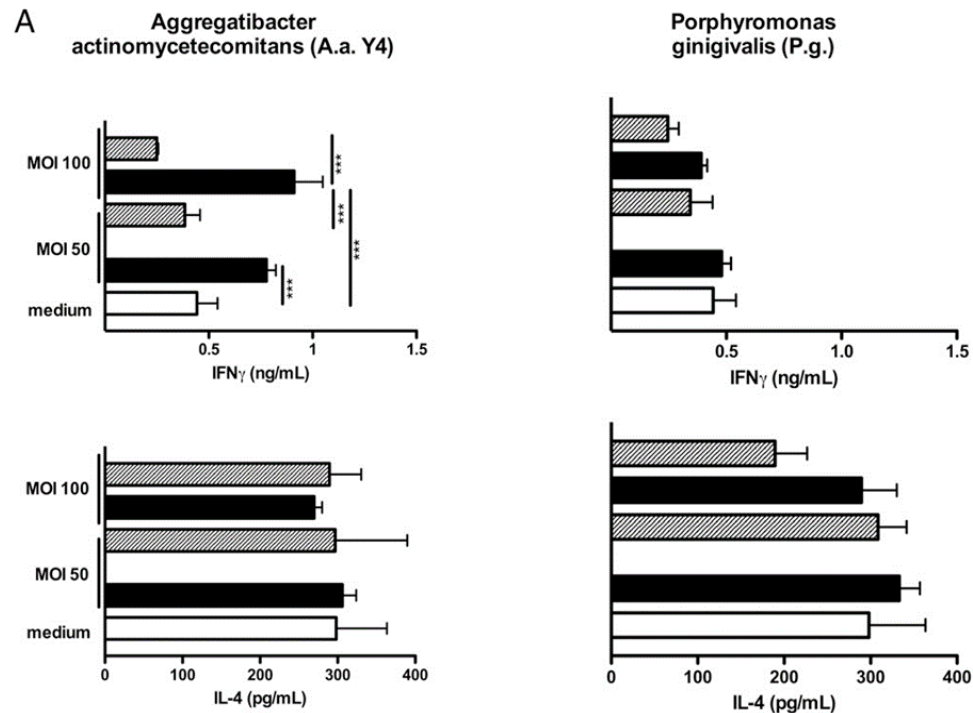 A
Aggregatibacter
actinomycetecomitans (A.a. Y4)
Porphyromonas
ginigivalis (P.g.)
MOI 100
MOI 50
medium
***
***
***
***
0.5
1
1.5
IFNγ (ng/mL)
0.5
1.0
1.5
IFNγ (ng/mL)
MOI 100
MOI 50
medium
0
100
200
300
400
IL-4 (pg/mL)
0
100
200
300
400
IL-4 (pg/mL)